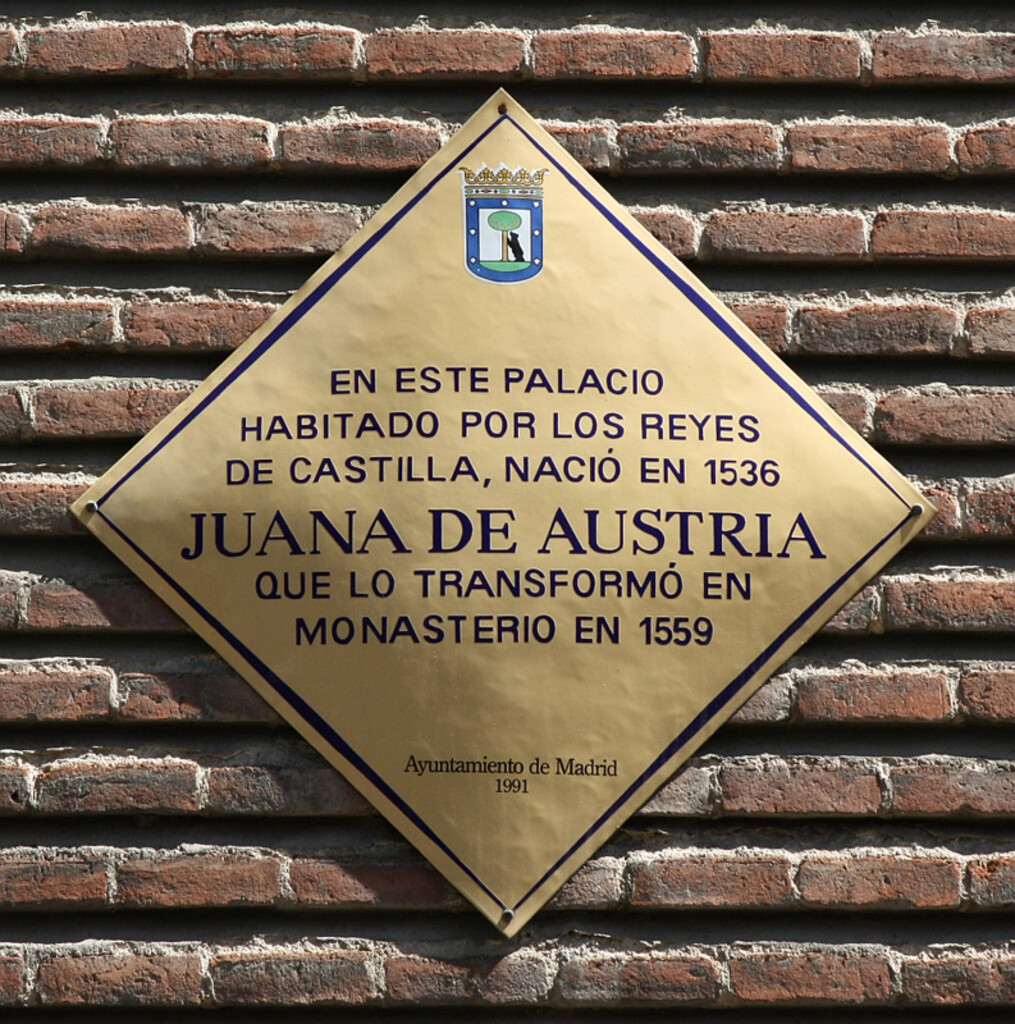 EN ESTE PALACIO
HABITADO POR LOS REYES
DE CASTILLA, NACIÓ EN 1536
JUANA DE AUSTRIA
QUE LO TRANSFORMÓ EN
MONASTERIO EN 1559
Ayuntamiento de Madrid
1991